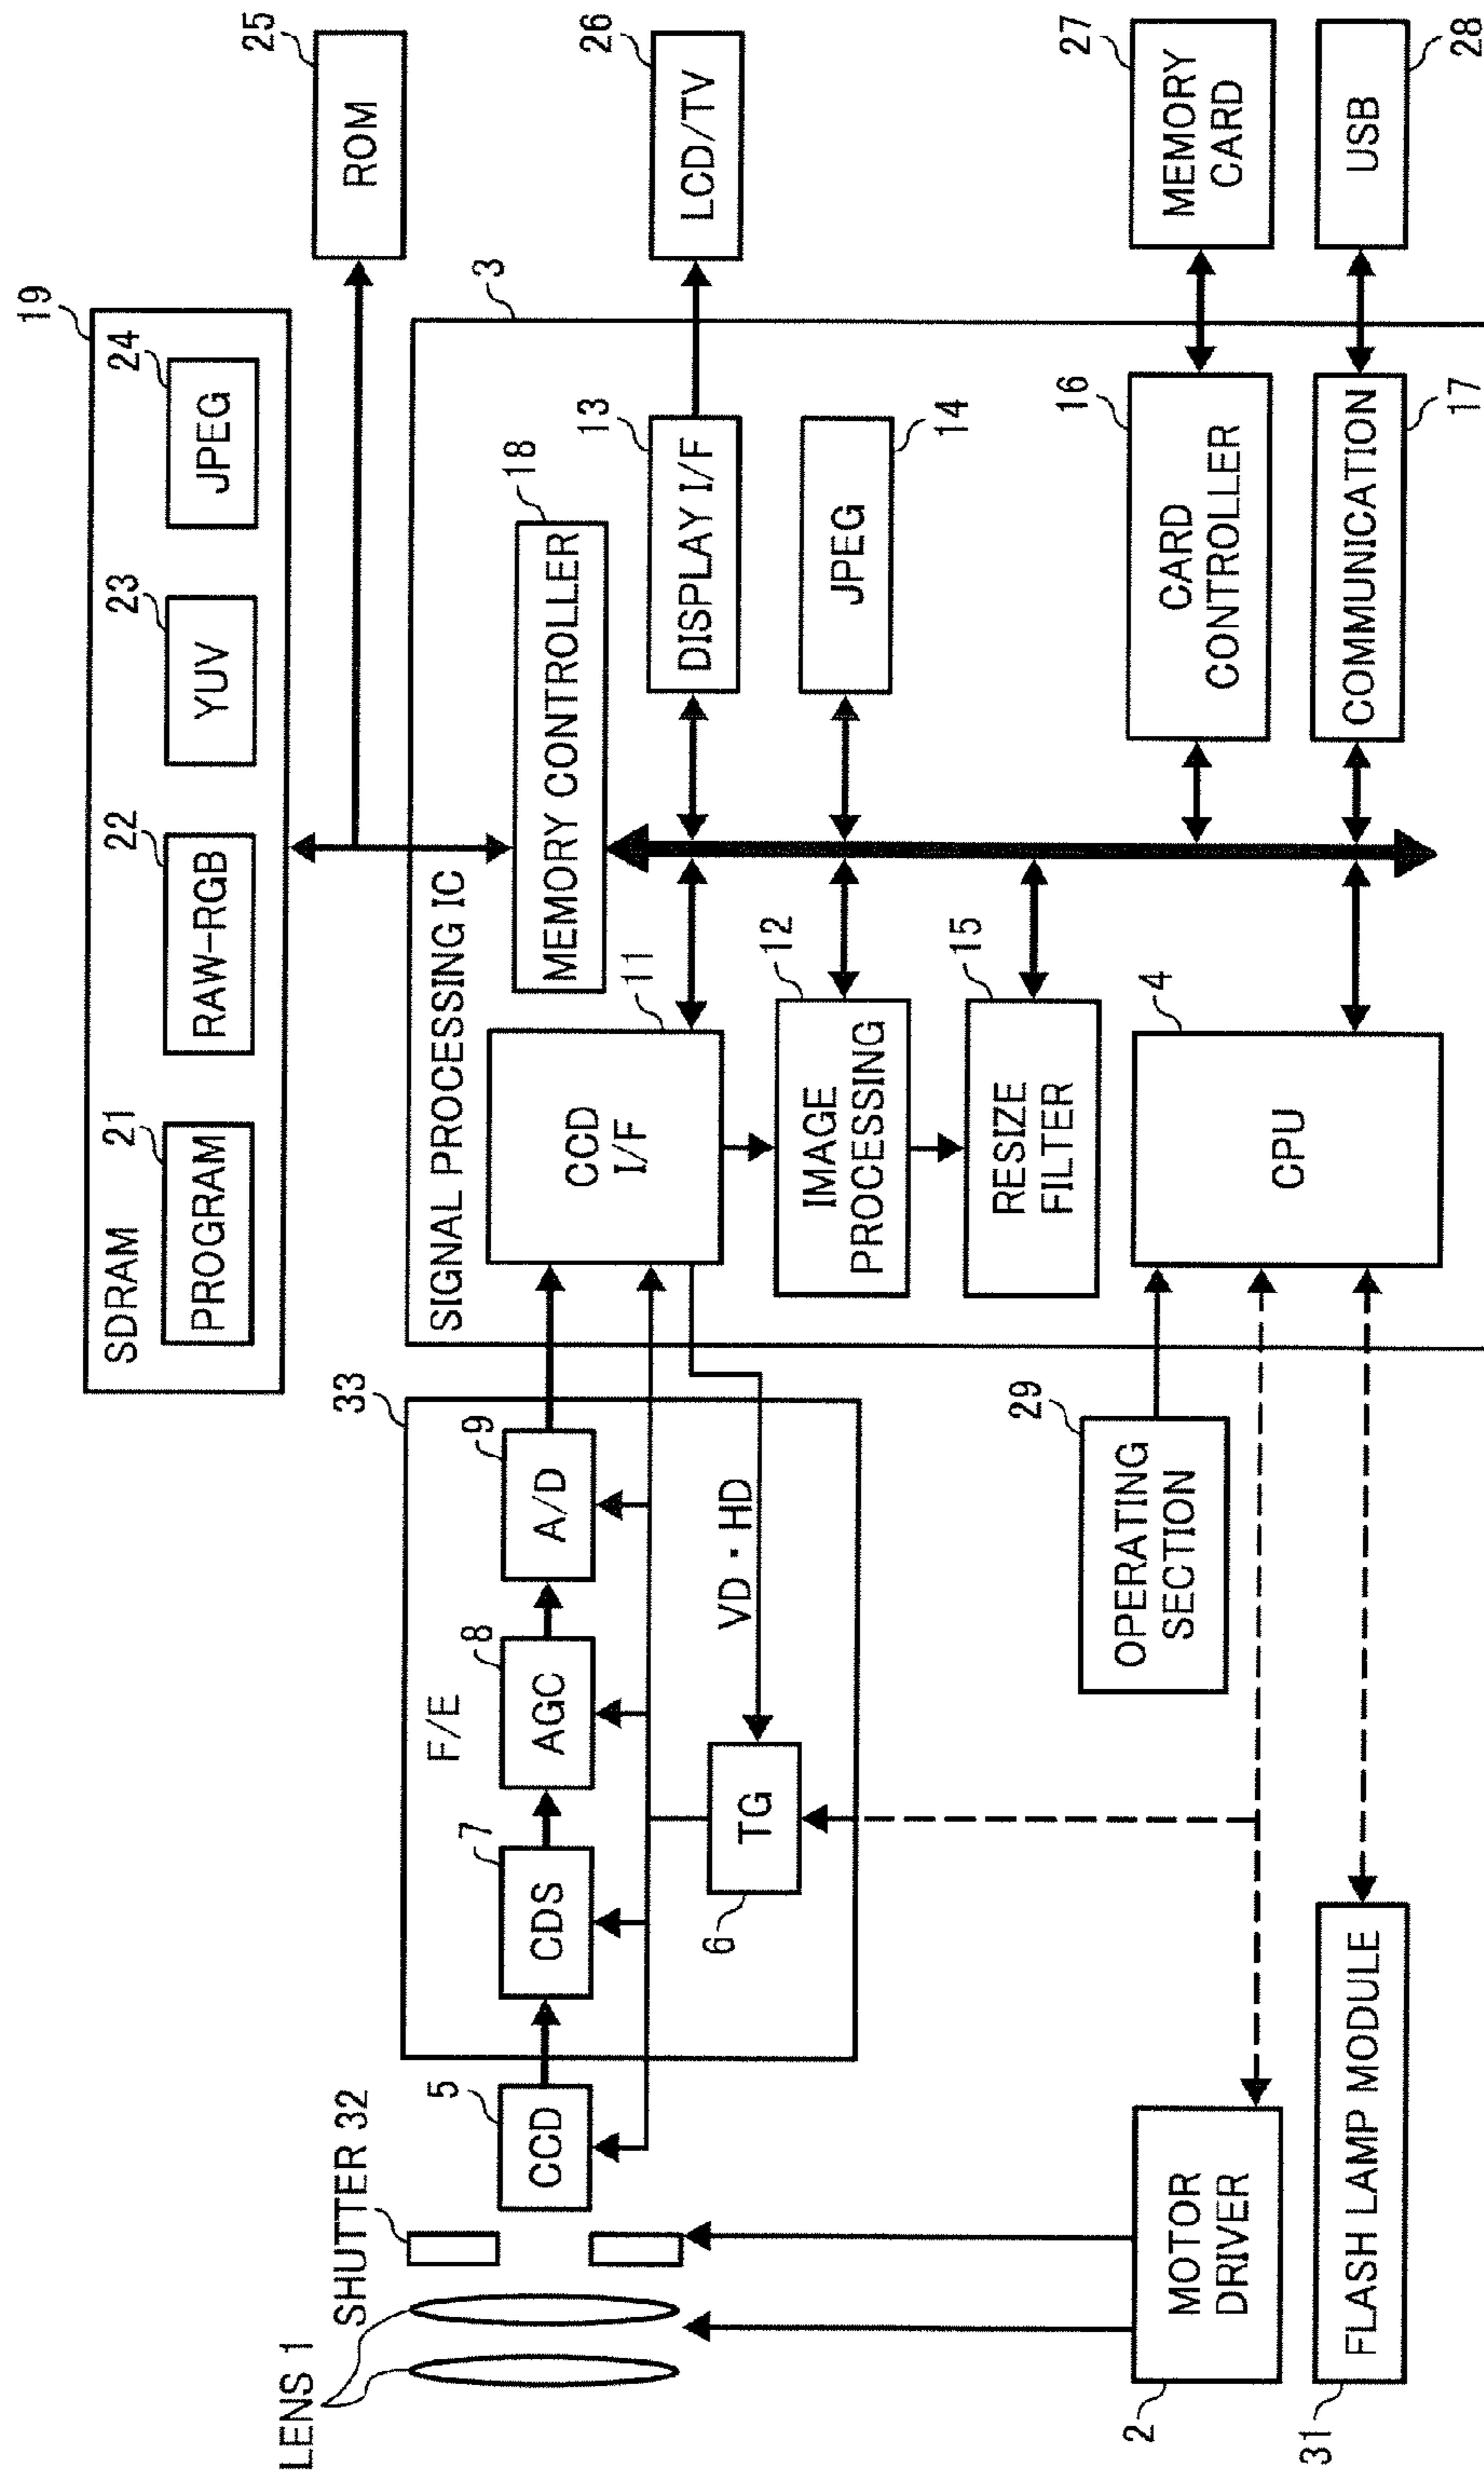 LENS 1
SHUTTER 32
5
CCD
33
F/E
7
CDS
8
AGC
9
A/D
6
TG
VD・HD
2
MOTOR
DRIVER
31
FLASH LAMP MODULE
29
OPERATING
SECTION
19
SDRAM
21
PROGRAM
22
RAW-RGB
23
YUV
24
JPEG
25
ROM
3
SIGNAL PROCESSING IC
18
MEMORY CONTROLLER
11
CCD
I/F
12
IMAGE
PROCESSING
15
RESIZE
FILTER
4
CPU
13
DISPLAY I/F
14
JPEG
16
CARD
CONTROLLER
17
COMMUNICATION
26
LCD/TV
27
MEMORY
CARD
28
USB